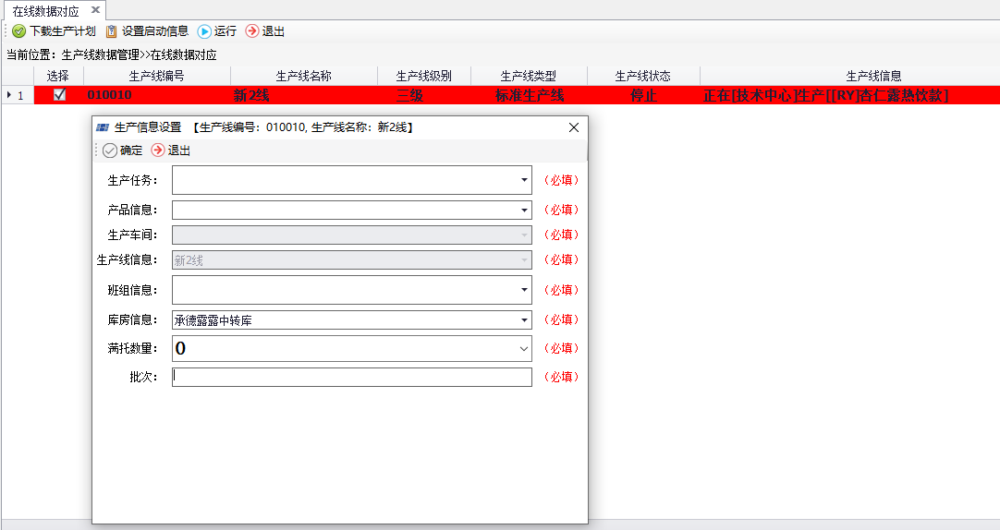 在线数据对应
下载生产计划 设置启动信息 运行 退出
当前位置：生产线数据管理>>在线数据对应
选择 生产线编号 生产线名称 生产线级别 生产线类型 生产线状态 生产线信息
1 010010 新2线 三级 标准生产线 停止 正在[技术中心]生产[[RY]杏仁露热饮款]
生产信息设置 【生产线编号：010010, 生产线名称：新2线】
确定 退出
生产任务： （必填）
产品信息： （必填）
生产车间： （必填）
生产线信息： 新2线 （必填）
班组信息： （必填）
库房信息： 承德露露中转库 （必填）
满托数量： 0 （必填）
批次： （必填）